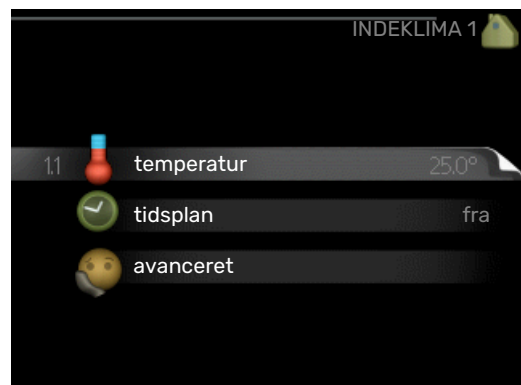 INDEKLIMA 1
1.1 temperatur 25.0°
tidsplan fra
avanceret